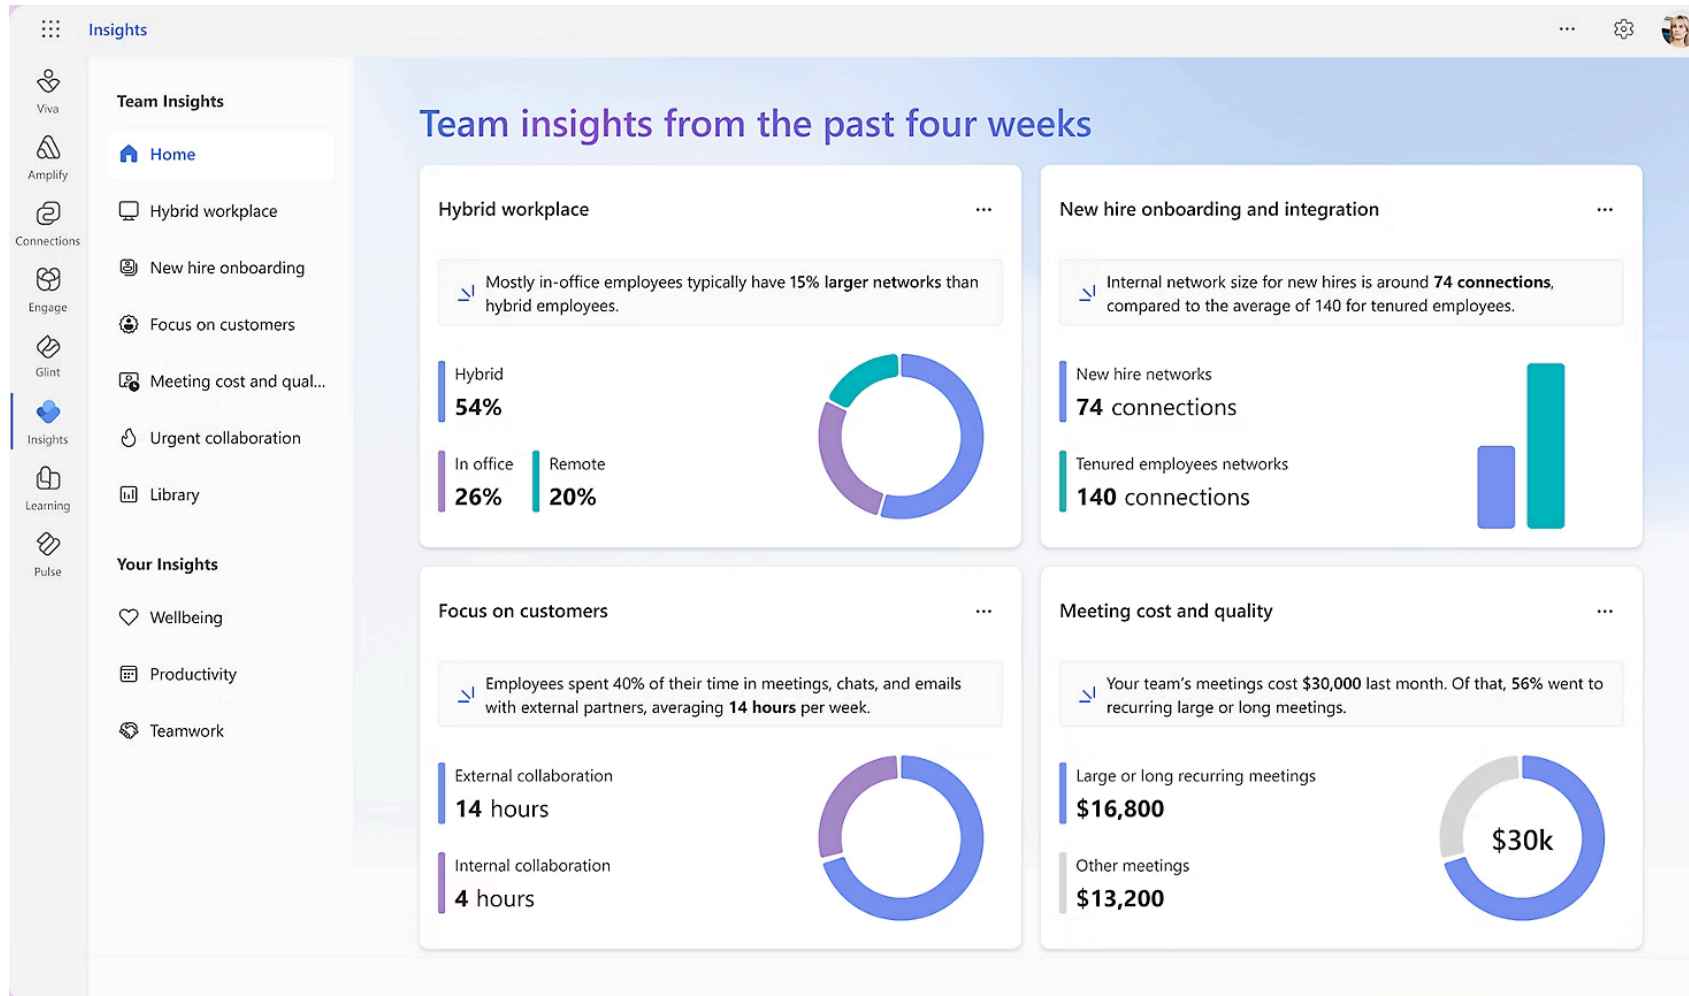 Insights
Viva
Amplify
Connections
Engage
Glint
Insights
Learning
Pulse
Team Insights
Home
Hybrid workplace
New hire onboarding
Focus on customers
Meeting cost and qual...
Urgent collaboration
Library
Your Insights
Wellbeing
Productivity
Teamwork
Team insights from the past four weeks
Hybrid workplace
Mostly in-office employees typically have 15% larger networks than
hybrid employees.
Hybrid
54%
In office
26%
Remote
20%
New hire onboarding and integration
Internal network size for new hires is around 74 connections,
compared to the average of 140 for tenured employees.
New hire networks
74 connections
Tenured employees networks
140 connections
Focus on customers
Employees spent 40% of their time in meetings, chats, and emails
with external partners, averaging 14 hours per week.
External collaboration
14 hours
Internal collaboration
4 hours
Meeting cost and quality
Your team's meetings cost $30,000 last month. Of that, 56% went to
recurring large or long meetings.
Large or long recurring meetings
$16,800
Other meetings
$13,200
$30k